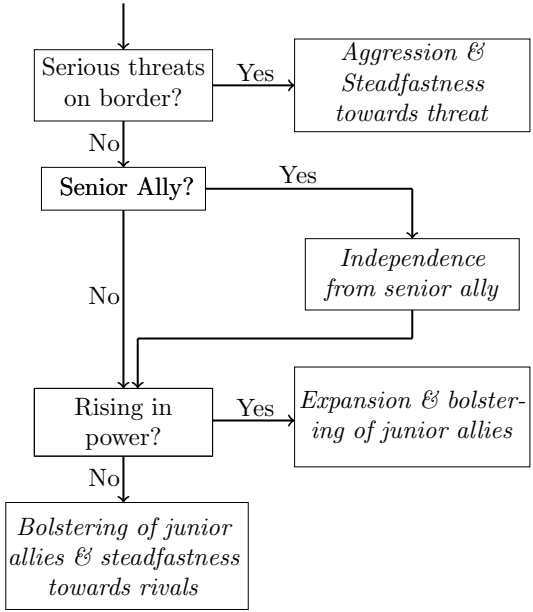 Serious threats
on border?
Yes
Aggression &
Steadfastness
towards threat
No
Senior Ally?
Yes
Independence
from senior ally
No
Rising in
power?
Yes
Expansion & bolster-
ing of junior allies
No
Bolstering of junior
allies & steadfastness
towards rivals